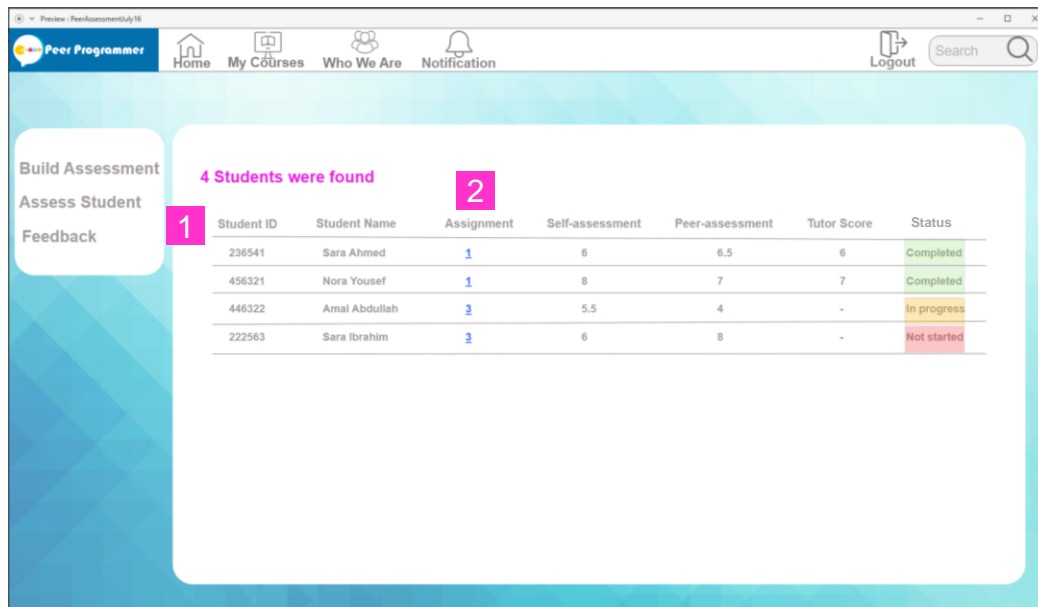 Preview : PeerAssessmentJuly16
Peer Programmer
Home My Courses Who We Are Notification Logout Search
Build Assessment
Assess Student
Feedback
4 Students were found
1
2
Student ID Student Name Assignment Self-assessment Peer-assessment Tutor Score Status
236541 Sara Ahmed 1 6 6.5 6 Completed
456321 Nora Yousef 1 8 7 7 Completed
446322 Amal Abdullah 3 5.5 4 - In progress
222563 Sara Ibrahim 3 6 8 - Not started